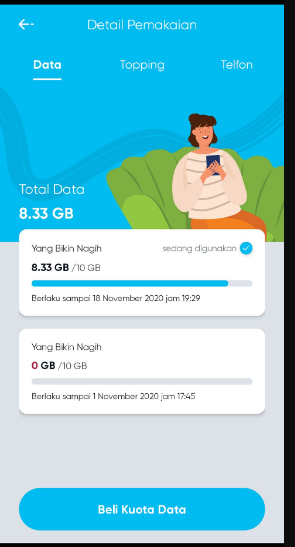 Detail Pemakaian
Data Topping Telfon
Total Data
8.33 GB
Yang Bikin Nagih sedang digunakan
8.33 GB /10 GB
Berlaku sampai 18 November 2020 jam 19:29
Yang Bikin Nagih
0 GB /10 GB
Berlaku sampai 1 November 2020 jam 17:45
Beli Kuota Data